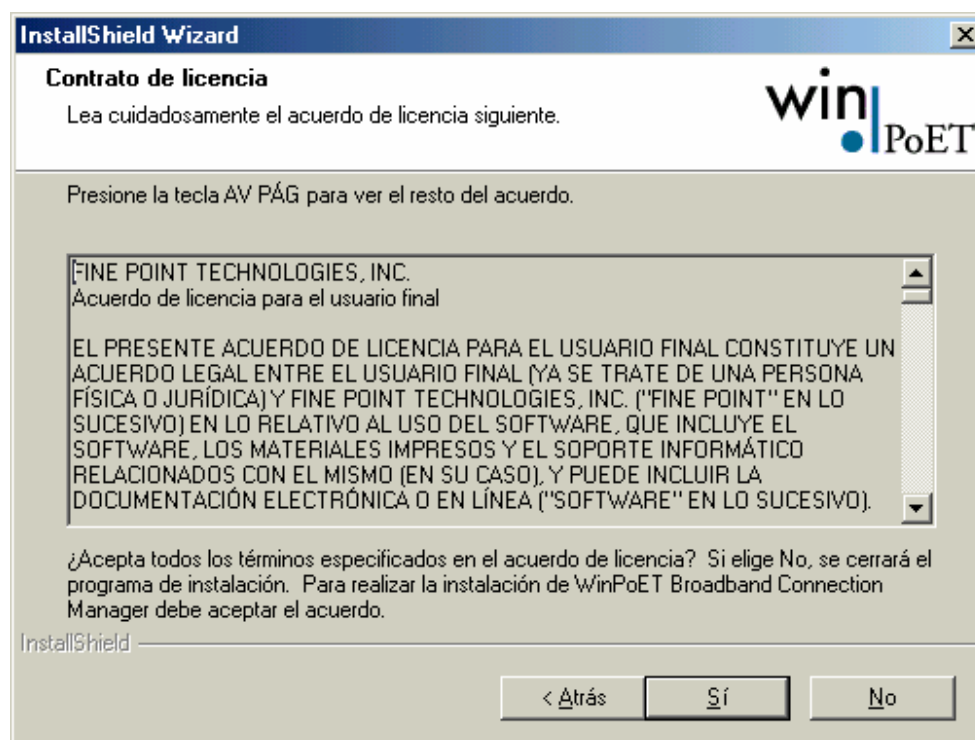 InstallShield Wizard
Contrato de licencia
Lea cuidadosamente el acuerdo de licencia siguiente.
win
PoET
Presione la tecla AV PÁG para ver el resto del acuerdo.
FINE POINT TECHNOLOGIES, INC.
Acuerdo de licencia para el usuario final
EL PRESENTE ACUERDO DE LICENCIA PARA EL USUARIO FINAL CONSTITUYE UN
ACUERDO LEGAL ENTRE EL USUARIO FINAL (YA SE TRATE DE UNA PERSONA
FÍSICA O JURÍDICA) Y FINE POINT TECHNOLOGIES, INC. ("FINE POINT" EN LO
SUCESIVO) EN LO RELATIVO AL USO DEL SOFTWARE, QUE INCLUYE EL
SOFTWARE, LOS MATERIALES IMPRESOS Y EL SOPORTE INFORMÁTICO
RELACIONADOS CON EL MISMO (EN SU CASO), Y PUEDE INCLUIR LA
DOCUMENTACIÓN ELECTRÓNICA O EN LÍNEA ("SOFTWARE" EN LO SUCESIVO).
¿Acepta todos los términos especificados en el acuerdo de licencia?  Si elige No, se cerrará el
programa de instalación.  Para realizar la instalación de WinPoET Broadband Connection
Manager debe aceptar el acuerdo.
InstallShield
< Atrás
Sí
No